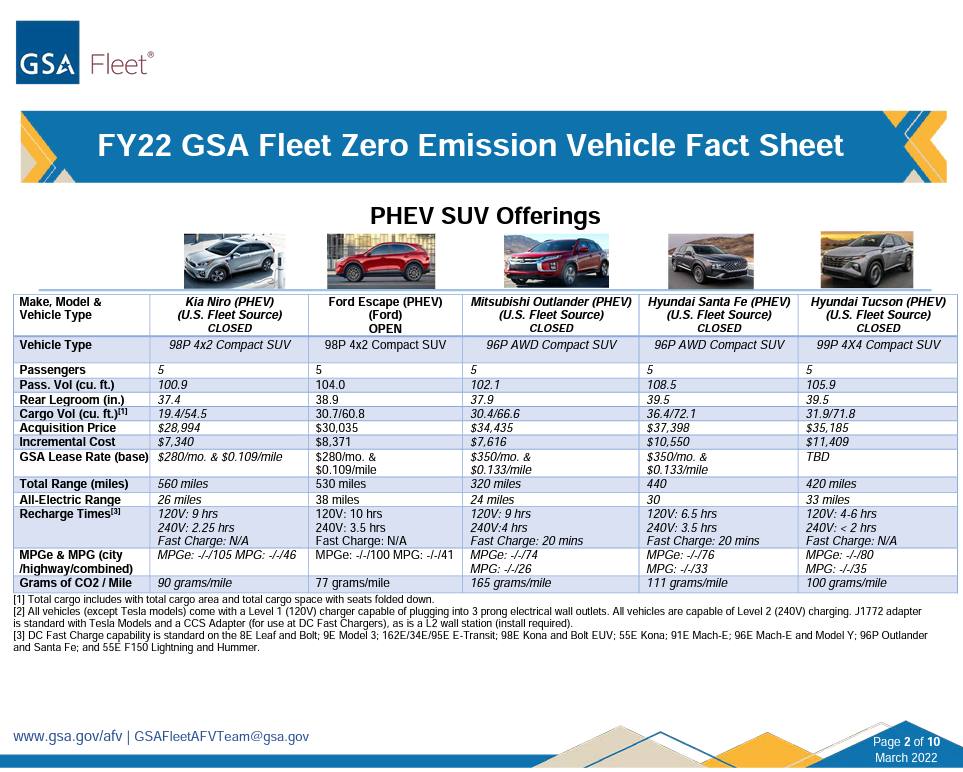 GSA Fleet®
FY22 GSA Fleet Zero Emission Vehicle Fact Sheet
PHEV SUV Offerings
Make, Model & Vehicle Type | Kia Niro (PHEV) (U.S. Fleet Source) CLOSED | Ford Escape (PHEV) (Ford) OPEN | Mitsubishi Outlander (PHEV) (U.S. Fleet Source) CLOSED | Hyundai Santa Fe (PHEV) (U.S. Fleet Source) CLOSED | Hyundai Tucson (PHEV) (U.S. Fleet Source) CLOSED
Vehicle Type | 98P 4x2 Compact SUV | 98P 4x2 Compact SUV | 96P AWD Compact SUV | 96P AWD Compact SUV | 99P 4X4 Compact SUV
Passengers | 5 | 5 | 5 | 5 | 5
Pass. Vol (cu. ft.) | 100.9 | 104.0 | 102.1 | 108.5 | 105.9
Rear Legroom (in.) | 37.4 | 38.9 | 37.9 | 39.5 | 39.5
Cargo Vol (cu. ft.)[1] | 19.4/54.5 | 30.7/60.8 | 30.4/66.6 | 36.4/72.1 | 31.9/71.8
Acquisition Price | $28,994 | $30,035 | $34,435 | $37,398 | $35,185
Incremental Cost | $7,340 | $8,371 | $7,616 | $10,550 | $11,409
GSA Lease Rate (base) | $280/mo. & $0.109/mile | $280/mo. & $0.109/mile | $350/mo. & $0.133/mile | $350/mo. & $0.133/mile | TBD
Total Range (miles) | 560 miles | 530 miles | 320 miles | 440 | 420 miles
All-Electric Range | 26 miles | 38 miles | 24 miles | 30 | 33 miles
Recharge Times[3] | 120V: 9 hrs 240V: 2.25 hrs Fast Charge: N/A | 120V: 10 hrs 240V: 3.5 hrs Fast Charge: N/A | 120V: 9 hrs 240V:4 hrs Fast Charge: 20 mins | 120V: 6.5 hrs 240V: 3.5 hrs Fast Charge: 20 mins | 120V: 4-6 hrs 240V: < 2 hrs Fast Charge: N/A
MPGe & MPG (city /highway/combined) | MPGe: -/-/105 MPG: -/-/46 | MPGe: -/-/100 MPG: -/-/41 | MPGe: -/-/74 MPG: -/-/26 | MPGe: -/-/76 MPG: -/-/33 | MPGe: -/-/80 MPG: -/-/35
Grams of CO2 / Mile | 90 grams/mile | 77 grams/mile | 165 grams/mile | 111 grams/mile | 100 grams/mile
[1] Total cargo includes with total cargo area and total cargo space with seats folded down.
[2] All vehicles (except Tesla models) come with a Level 1 (120V) charger capable of plugging into 3 prong electrical wall outlets. All vehicles are capable of Level 2 (240V) charging. J1772 adapter
is standard with Tesla Models and a CCS Adapter (for use at DC Fast Chargers), as is a L2 wall station (install required).
[3] DC Fast Charge capability is standard on the 8E Leaf and Bolt; 9E Model 3; 162E/34E/95E E-Transit; 98E Kona and Bolt EUV; 55E Kona; 91E Mach-E; 96E Mach-E and Model Y; 96P Outlander
and Santa Fe; and 55E F150 Lightning and Hummer.
www.gsa.gov/afv | GSAFleetAFVTeam@gsa.gov
Page 2 of 10
March 2022